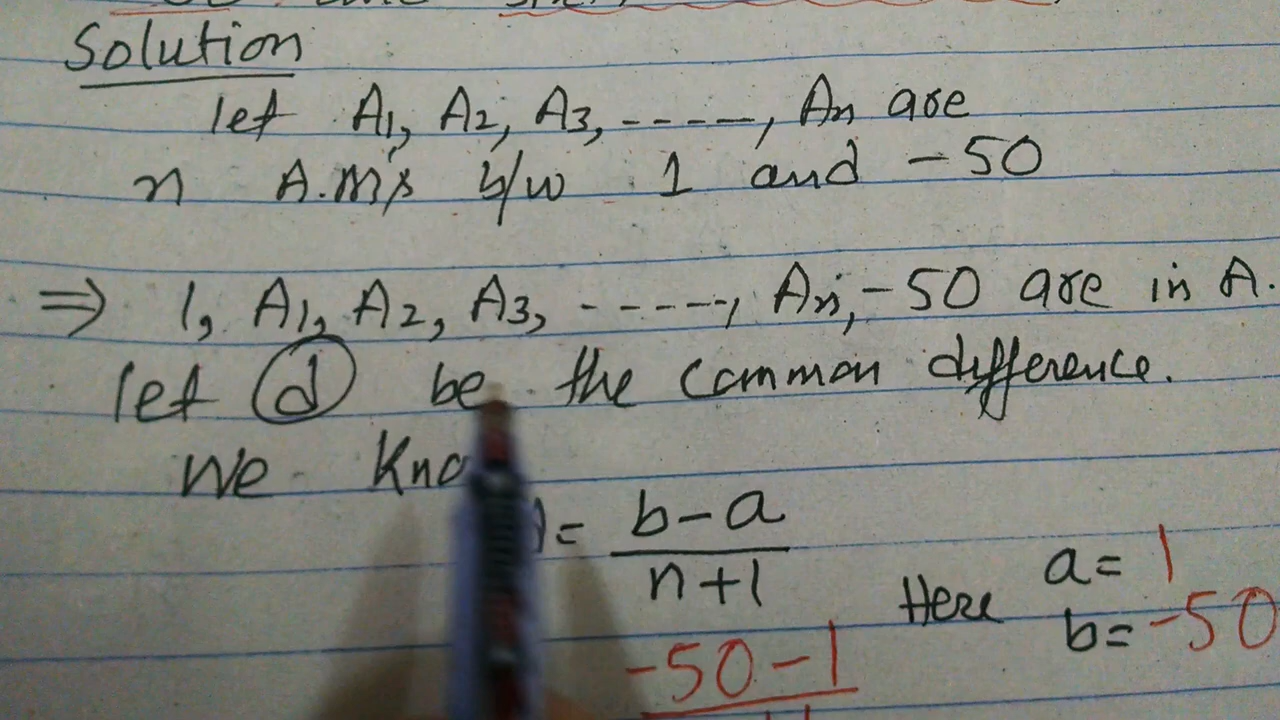 Solution
let A1, A2, A3, -----, An are
n A.M's b/w 1 and -50
⇒ 1, A1, A2, A3, -----, An, -50 are in A.
let d be the common difference.
We Kno
= b-a / n+1
Here a= 1
b= -50
-50-1